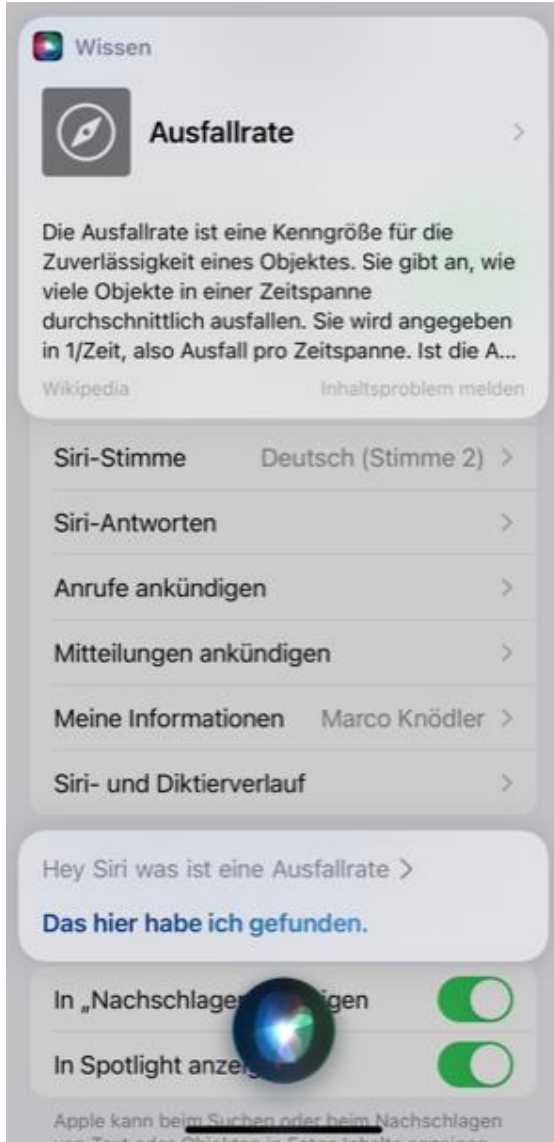 Wissen
Ausfallrate
Die Ausfallrate ist eine Kenngröße für die
Zuverlässigkeit eines Objektes. Sie gibt an, wie
viele Objekte in einer Zeitspanne
durchschnittlich ausfallen. Sie wird angegeben
in 1/Zeit, also Ausfall pro Zeitspanne. Ist die A...
Wikipedia Inhaltsproblem melden
Siri-Stimme Deutsch (Stimme 2)
Siri-Antworten
Anrufe ankündigen
Mitteilungen ankündigen
Meine Informationen Marco Knödler
Siri- und Diktierverlauf
Hey Siri was ist eine Ausfallrate >
Das hier habe ich gefunden.
In „Nachschlagen
In Spotlight
Apple kann beim Suchen oder beim Nachschlagen